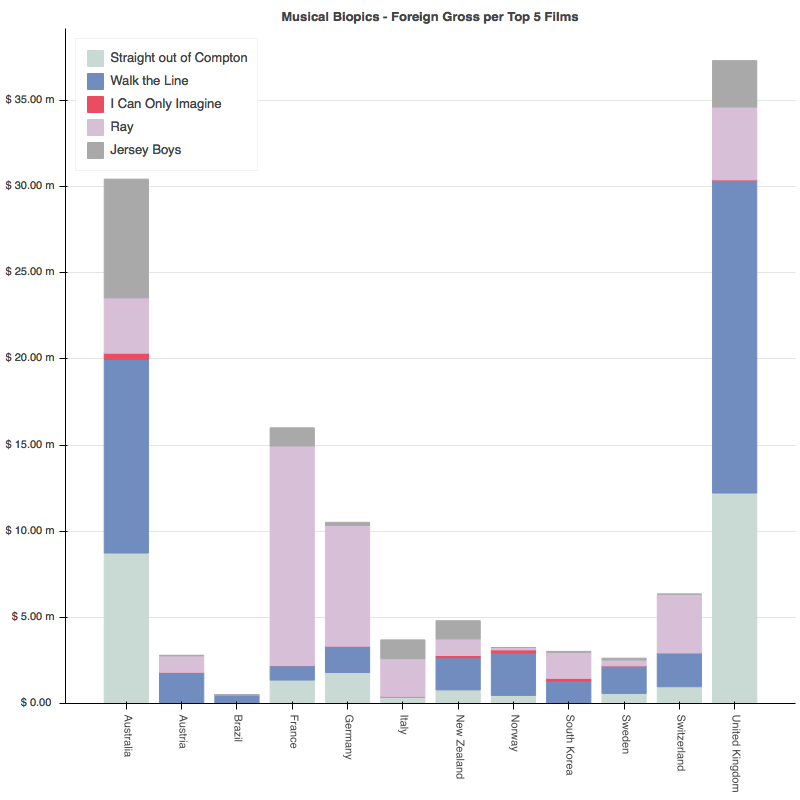 Musical Biopics - Foreign Gross per Top 5 Films
Straight out of Compton
Walk the Line
I Can Only Imagine
Ray
Jersey Boys
$ 35.00 m
$ 30.00 m
$ 25.00 m
$ 20.00 m
$ 15.00 m
$ 10.00 m
$ 5.00 m
$ 0.00
Australia
Austria
Brazil
France
Germany
Italy
New Zealand
Norway
South Korea
Sweden
Switzerland
United Kingdom